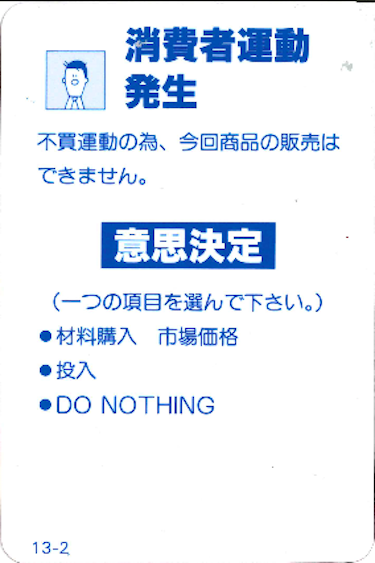 消費者運動
発生
不買運動の為、今回商品の販売は
できません。
意思決定
（一つの項目を選んで下さい。）
●材料購入　市場価格
●投入
●DO NOTHING
13-2